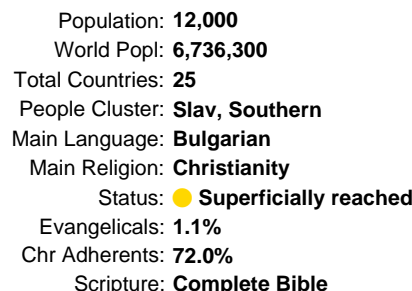 Population: 12,000
World Popl: 6,736,300
Total Countries: 25
People Cluster: Slav, Southern
Main Language: Bulgarian
Main Religion: Christianity
Status: Superficially reached
Evangelicals: 1.1%
Chr Adherents: 72.0%
Scripture: Complete Bible